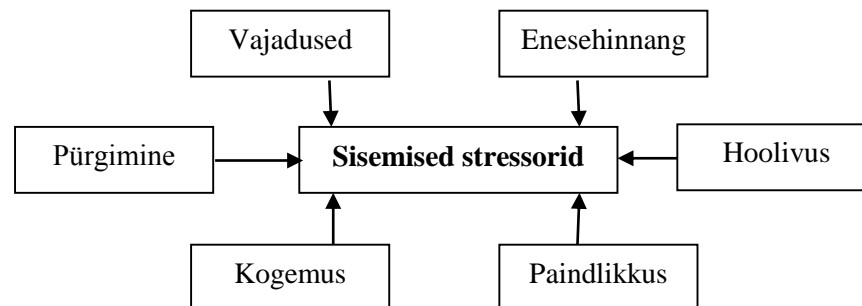 Vajadused
Enesehinnang
Pürgimine
Sisemised stressorid
Hoolivus
Kogemus
Paindlikkus